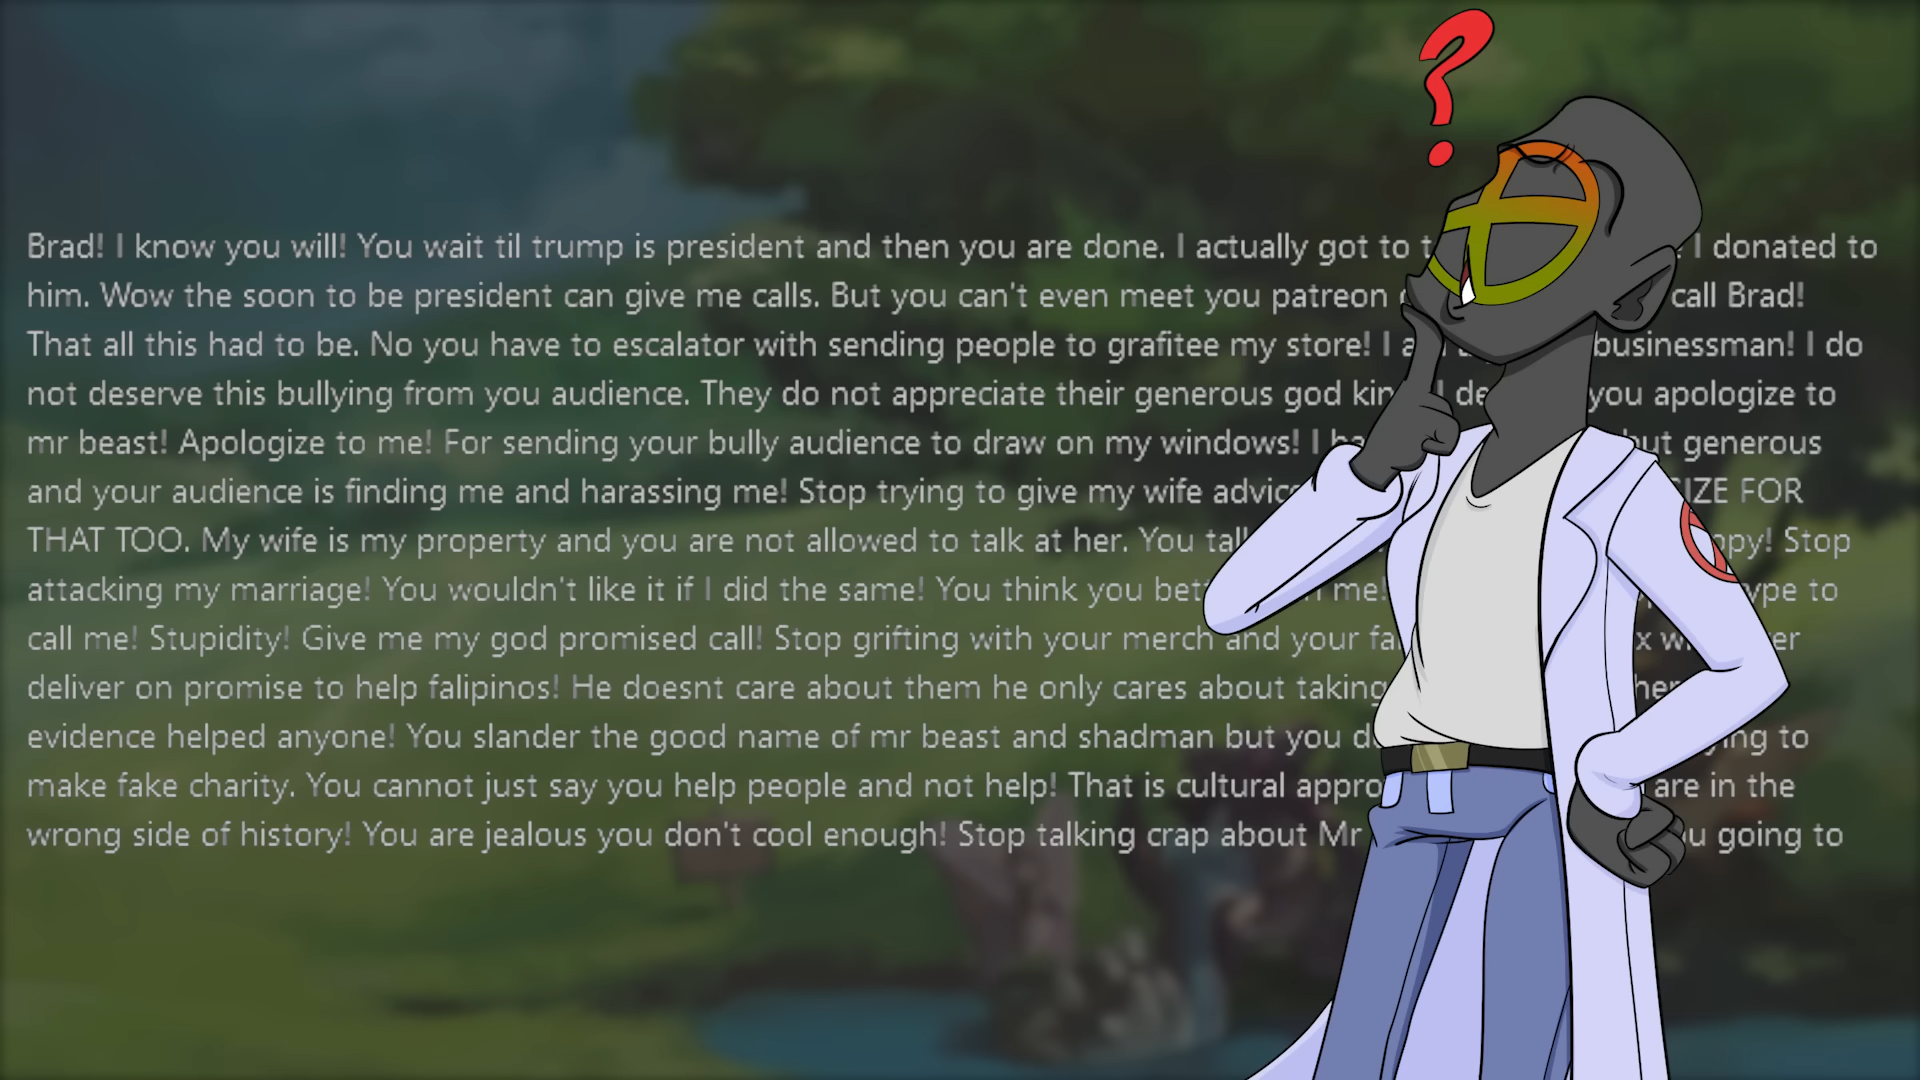 Brad! I know you will! You wait til trump is president and then you are done. I actually got to I donated to
him. Wow the soon to be president can give me calls. But you can't even meet you patreon call Brad!
That all this had to be. No you have to escalator with sending people to grafitee my store! I businessman! I do
not deserve this bullying from you audience. They do not appreciate their generous god you apologize to
mr beast! Apologize to me! For sending your bully audience to draw on my windows! I but generous
and your audience is finding me and harassing me! Stop trying to give my wife FOR
THAT TOO. My wife is my property and you are not allowed to talk at her. You Stop
attacking my marriage! You wouldn't like it if I did the same! You think you me! to
call me! Stupidity! Give me my god promised call! Stop grifting with your merch and your
deliver on promise to help falipinos! He doesnt care about them he only cares about taking
evidence helped anyone! You slander the good name of mr beast and shadman but you to
make fake charity. You cannot just say you help people and not help! That is cultural are in the
wrong side of history! You are jealous you don't cool enough! Stop talking crap about Mr going to
?